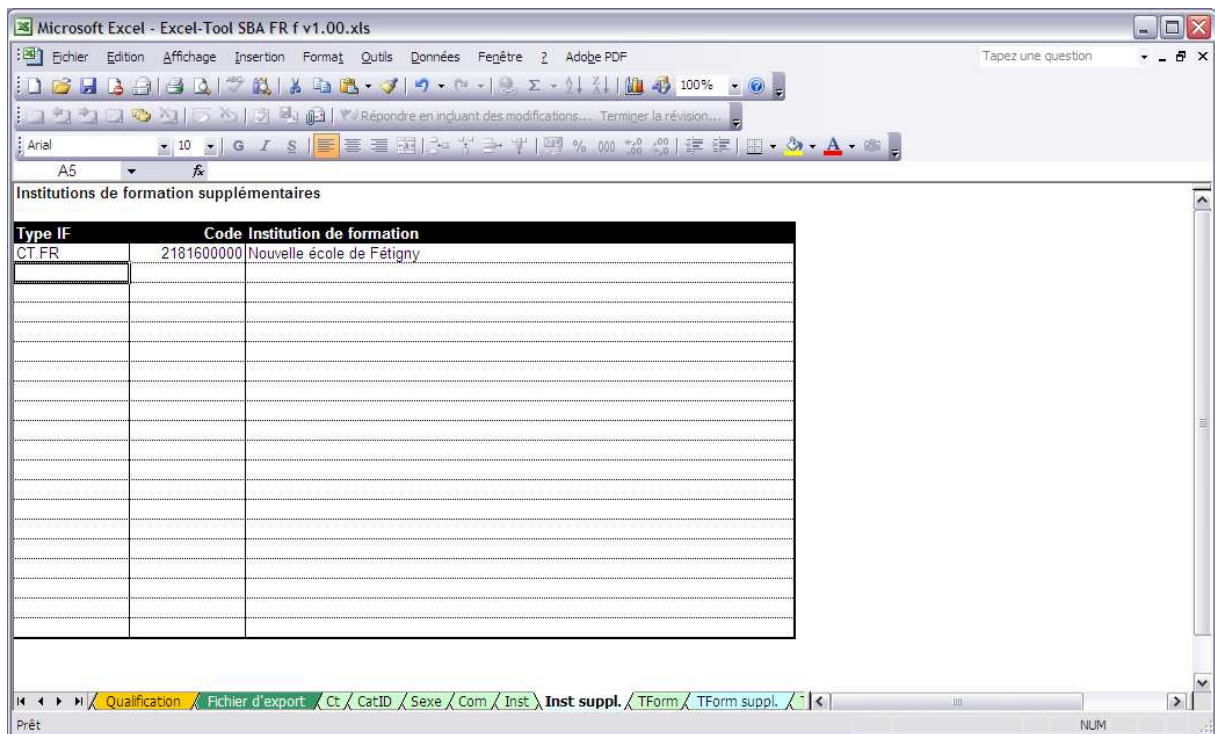 Microsoft Excel - Excel-Tool SBA FR f v1.00.xls
Fichier Edition Affichage Insertion Format Outils Données Fenêtre ? Adobe PDF Tapez une question
100%
Répondre en incluant des modifications... Terminer la révision...
Arial 10 G I S % 000
A5 fx
Institutions de formation supplémentaires
Type IF Code Institution de formation
CT.FR 2181600000 Nouvelle école de Fétigny
Qualification Fichier d'export Ct CatID Sexe Com Inst Inst suppl. TForm TForm suppl.
Prêt NUM